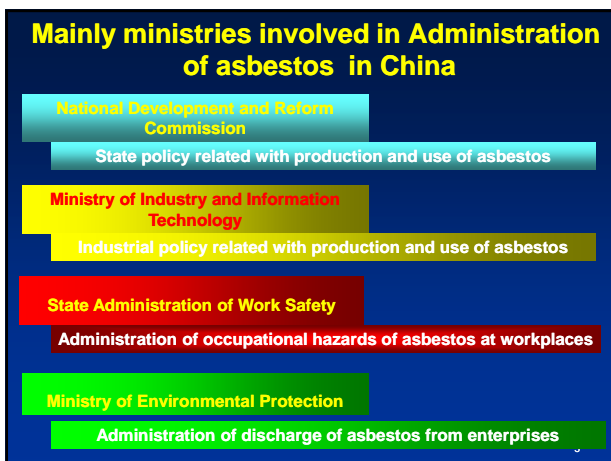 Mainly ministries involved in Administration
of asbestos in China
National Development and Reform
Commission
State policy related with production and use of asbestos
Ministry of Industry and Information
Technology
Industrial policy related with production and use of asbestos
State Administration of Work Safety
Administration of occupational hazards of asbestos at workplaces
Ministry of Environmental Protection
Administration of discharge of asbestos from enterprises